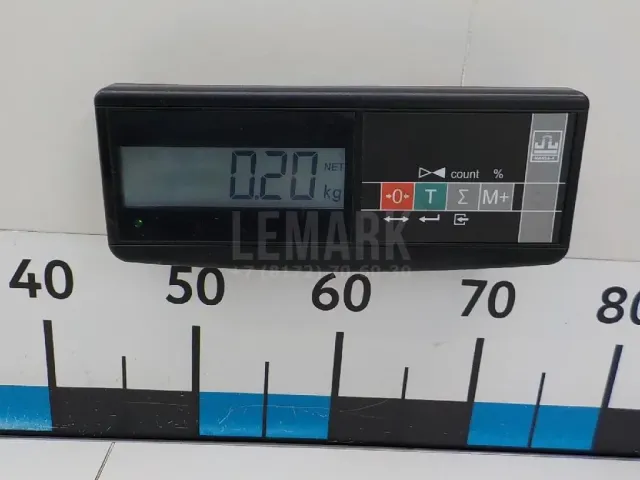 0.20
NET
kg
count %
→0← T Σ M+
LEMARK
40 50 60 70 80